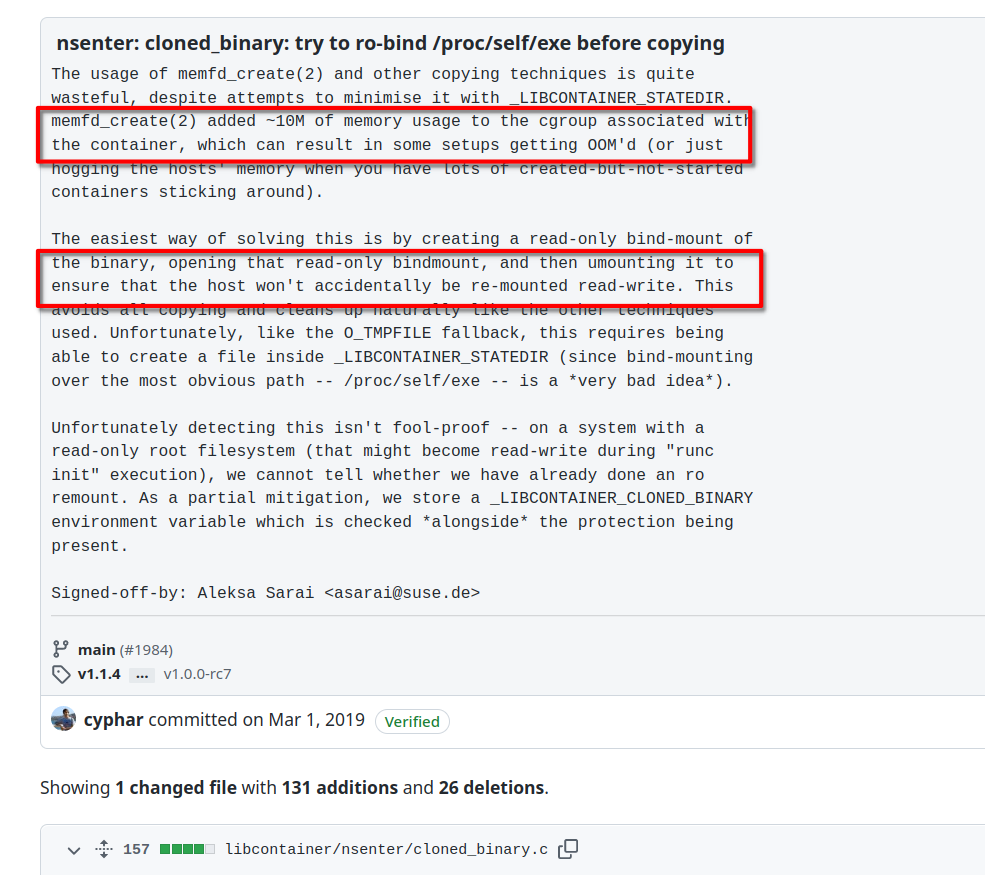 nsenter: cloned_binary: try to ro-bind /proc/self/exe before copying
The usage of memfd_create(2) and other copying techniques is quite
wasteful, despite attempts to minimise it with _LIBCONTAINER_STATEDIR.
memfd_create(2) added ~10M of memory usage to the cgroup associated with
the container, which can result in some setups getting OOM'd (or just
hogging the hosts' memory when you have lots of created-but-not-started
containers sticking around).
The easiest way of solving this is by creating a read-only bind-mount of
the binary, opening that read-only bindmount, and then umounting it to
ensure that the host won't accidentally be re-mounted read-write. This
avoids all copying and cleans up naturally like the other techniques
used. Unfortunately, like the O_TMPFILE fallback, this requires being
able to create a file inside _LIBCONTAINER_STATEDIR (since bind-mounting
over the most obvious path -- /proc/self/exe -- is a *very bad idea*).
Unfortunately detecting this isn't fool-proof -- on a system with a
read-only root filesystem (that might become read-write during "runc
init" execution), we cannot tell whether we have already done an ro
remount. As a partial mitigation, we store a _LIBCONTAINER_CLONED_BINARY
environment variable which is checked *alongside* the protection being
present.
Signed-off-by: Aleksa Sarai <asarai@suse.de>
main (#1984)
v1.1.4 ... v1.0.0-rc7
cyphar committed on Mar 1, 2019 Verified
Showing 1 changed file with 131 additions and 26 deletions.
157 libcontainer/nsenter/cloned_binary.c